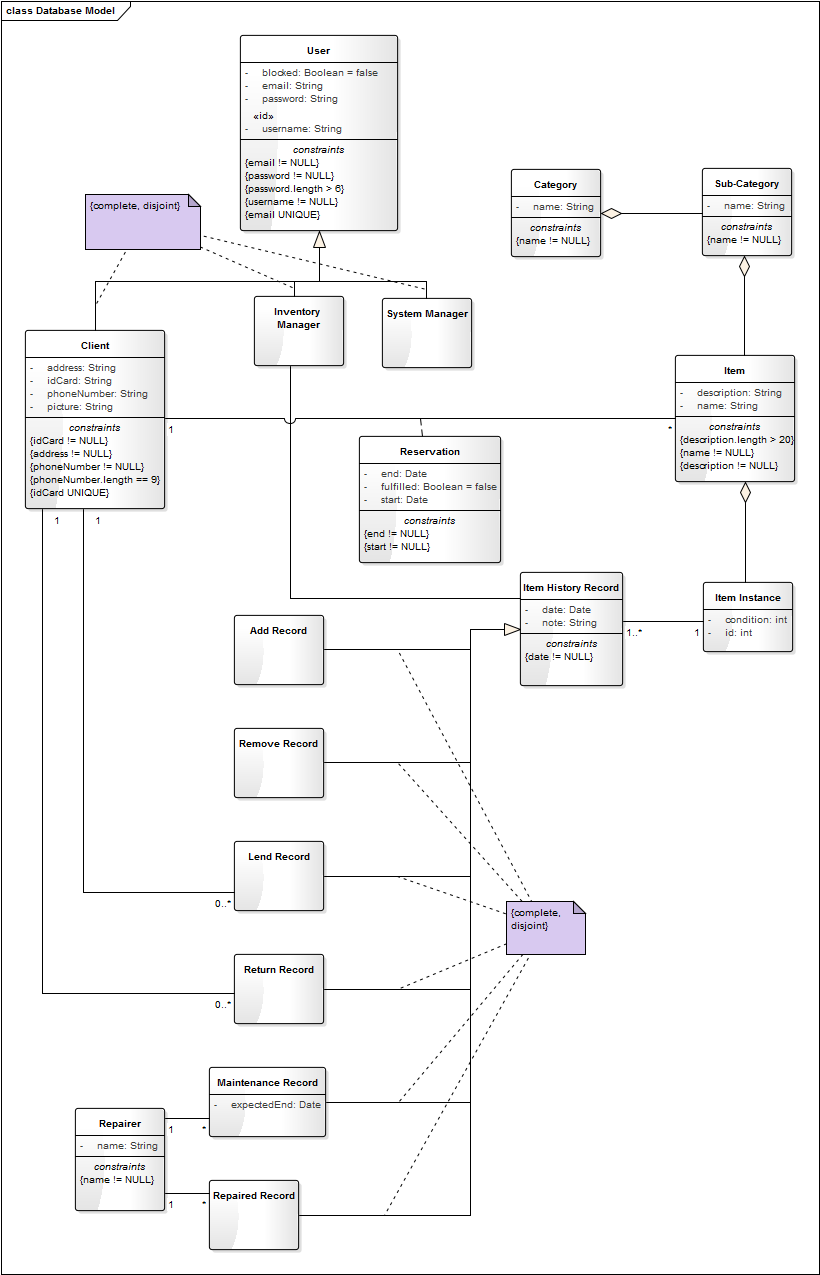 class Database Model
User
- blocked: Boolean = false
- email: String
- password: String
«id»
- username: String
constraints
{email != NULL}
{password != NULL}
{password.length > 6}
{username != NULL}
{email UNIQUE}
{complete, disjoint}
Category
- name: String
constraints
{name != NULL}
Sub-Category
- name: String
constraints
{name != NULL}
Inventory
Manager
System Manager
Client
- address: String
- idCard: String
- phoneNumber: String
- picture: String
constraints
{idCard != NULL}
{address != NULL}
{phoneNumber != NULL}
{phoneNumber.length == 9}
{idCard UNIQUE}
Item
- description: String
- name: String
constraints
{description.length > 20}
{name != NULL}
{description != NULL}
1
*
Reservation
- end: Date
- fulfilled: Boolean = false
- start: Date
constraints
{end != NULL}
{start != NULL}
1
1
Item History Record
- date: Date
- note: String
constraints
{date != NULL}
1..*
1
Item Instance
- condition: int
- id: int
Add Record
Remove Record
Lend Record
0..*
{complete,
disjoint}
Return Record
0..*
Maintenance Record
- expectedEnd: Date
Repairer
- name: String
constraints
{name != NULL}
1
*
1
*
Repaired Record